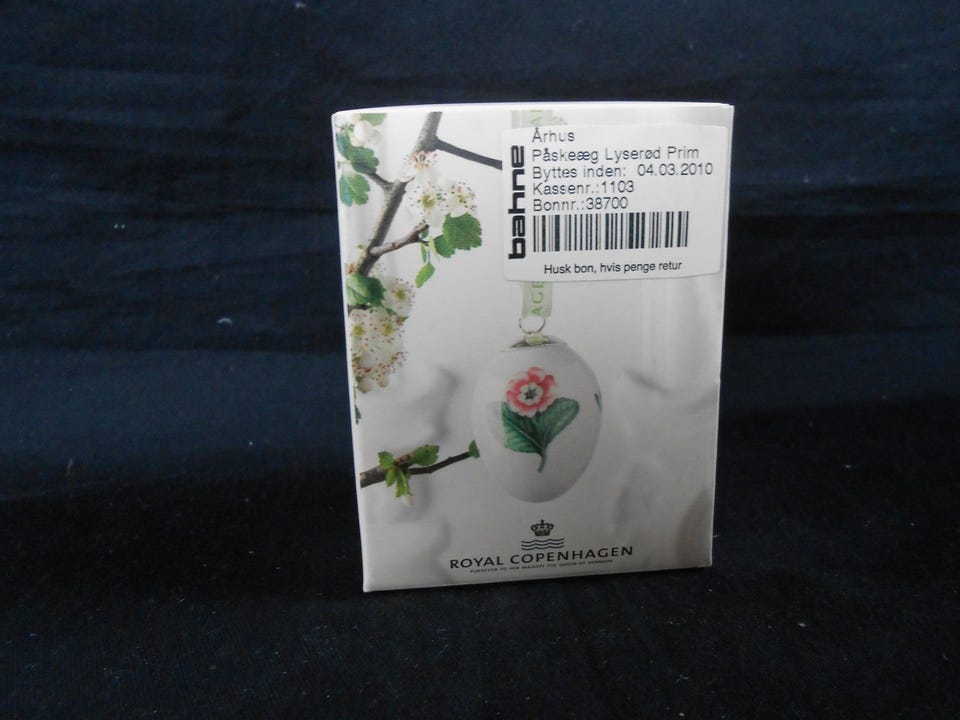 Århus
Påskeæg Lyserød Prim
Byttes inden: 04.03.2010
Kassenr.:1103
Bonnr.:38700
bahne
Husk bon, hvis penge retur
AGE
ROYAL COPENHAGEN
PURVEYOR TO HER MAJESTY THE QUEEN OF DENMARK